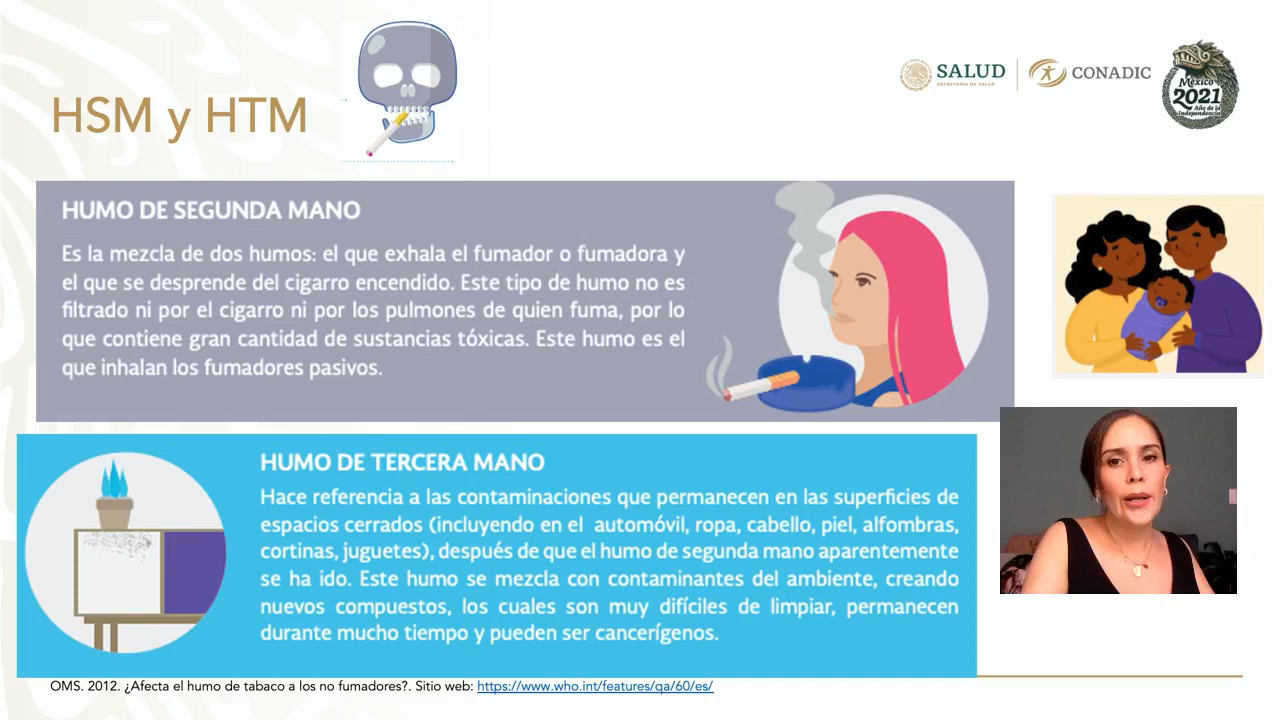 HSM y HTM
SALUD
SECRETARÍA DE SALUD
CONADIC
México
2021
Año de la
Independencia
HUMO DE SEGUNDA MANO
Es la mezcla de dos humos: el que exhala el fumador o fumadora y
el que se desprende del cigarro encendido. Este tipo de humo no es
filtrado ni por el cigarro ni por los pulmones de quien fuma, por lo
que contiene gran cantidad de sustancias tóxicas. Este humo es el
que inhalan los fumadores pasivos.
HUMO DE TERCERA MANO
Hace referencia a las contaminaciones que permanecen en las superficies de
espacios cerrados (incluyendo en el automóvil, ropa, cabello, piel, alfombras,
cortinas, juguetes), después de que el humo de segunda mano aparentemente
se ha ido. Este humo se mezcla con contaminantes del ambiente, creando
nuevos compuestos, los cuales son muy difíciles de limpiar, permanecen
durante mucho tiempo y pueden ser cancerígenos.
OMS. 2012. ¿Afecta el humo de tabaco a los no fumadores?. Sitio web: https://www.who.int/features/qa/60/es/